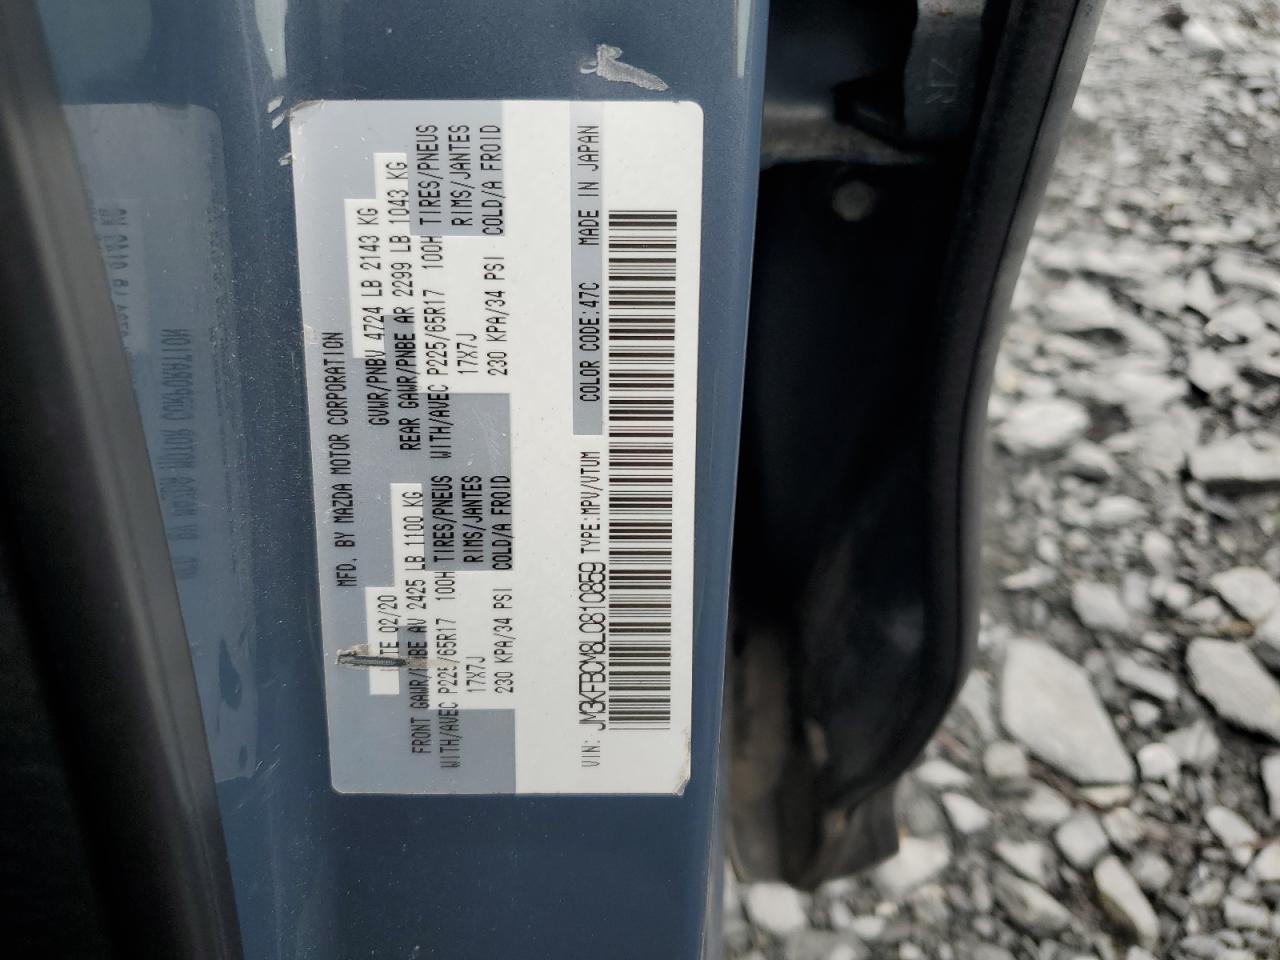 MFD. BY MAZDA MOTOR CORPORATION
02/20 GVWR/PNBV 4724 LB 2143 KG
FRONT GAWR/PNBE AV 2425 LB 1100 KG REAR GAWR/PNBE AR 2299 LB 1043 KG
WITH/AVEC P225/65R17 100H TIRES/PNEUS WITH/AVEC P225/65R17 100H TIRES/PNEUS
17X7J RIMS/JANTES 17X7J RIMS/JANTES
230 KPA/34 PSI COLD/A FROID 230 KPA/34 PSI COLD/A FROID
VIN: JM3KFBCM8L0810859 TYPE:MPV/VTUM COLOR CODE:47C MADE IN JAPAN